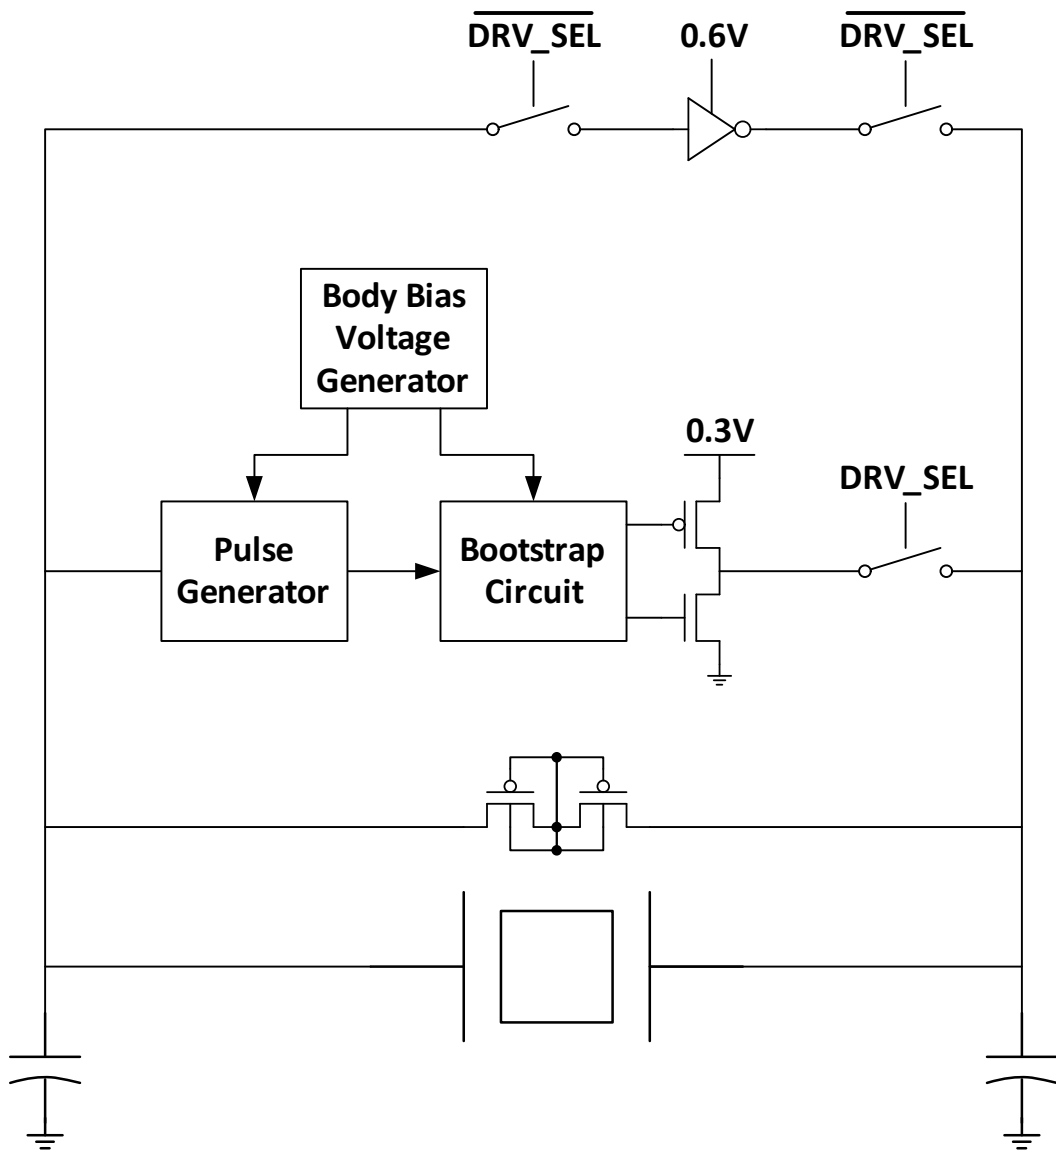 DRV_SEL
0.6V
DRV_SEL
Body Bias
Voltage
Generator
0.3V
DRV_SEL
Pulse
Generator
Bootstrap
Circuit